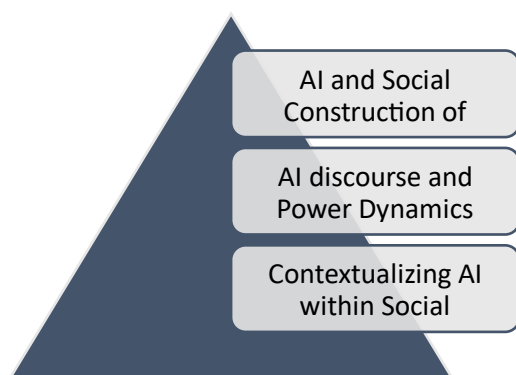 AI and Social
Construction of
AI discourse and
Power Dynamics
Contextualizing AI
within Social